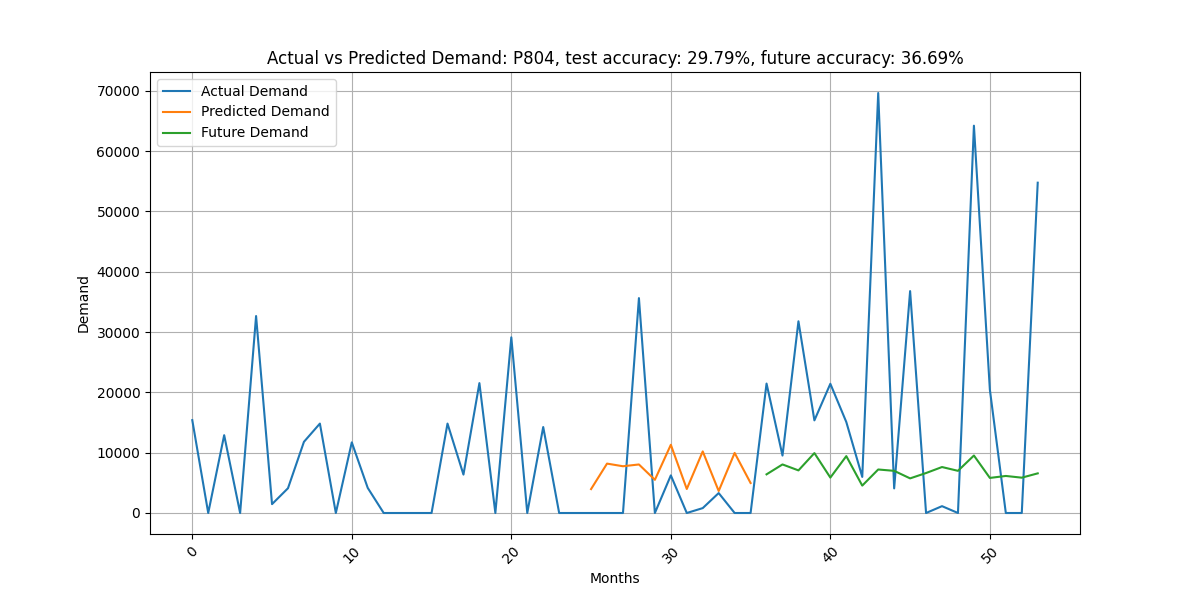 Actual vs Predicted Demand: P804, test accuracy: 29.79%, future accuracy: 36.69%
Actual Demand
Predicted Demand
Future Demand
70000
60000
50000
40000
30000
20000
10000
0
Demand
0 10 20 30 40 50
Months